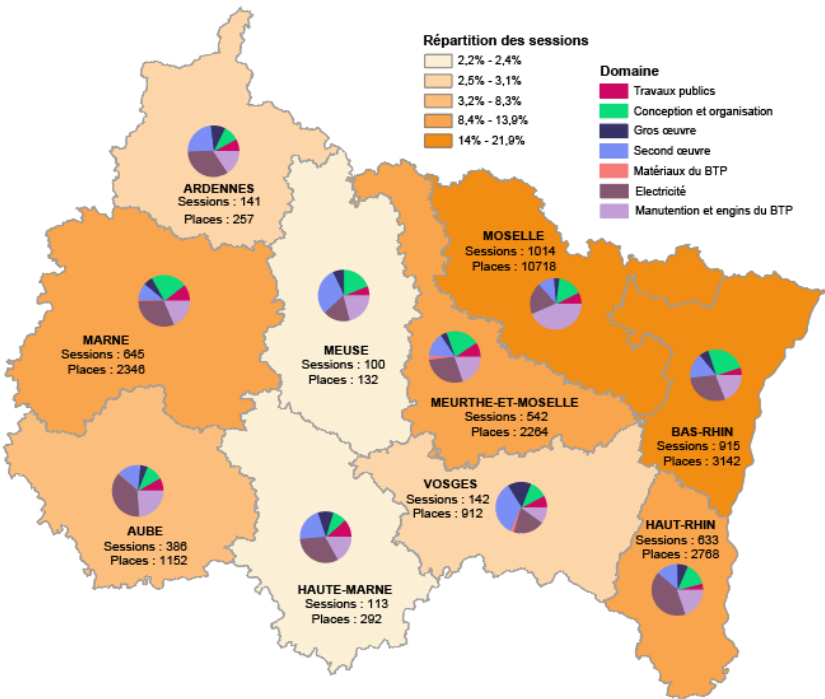 Répartition des sessions
2,2% - 2,4%
2,5% - 3,1%
3,2% - 8,3%
8,4% - 13,9%
14% - 21,9%
Domaine
Travaux publics
Conception et organisation
Gros œuvre
Second œuvre
Matériaux du BTP
Electricité
Manutention et engins du BTP
ARDENNES
Sessions : 141
Places : 257
MOSELLE
Sessions : 1014
Places : 10718
MARNE
Sessions : 645
Places : 2346
MEUSE
Sessions : 100
Places : 132
MEURTHE-ET-MOSELLE
Sessions : 542
Places : 2264
BAS-RHIN
Sessions : 915
Places : 3142
VOSGES
Sessions : 142
Places : 912
AUBE
Sessions : 386
Places : 1152
HAUT-RHIN
Sessions : 633
Places : 2768
HAUTE-MARNE
Sessions : 113
Places : 292